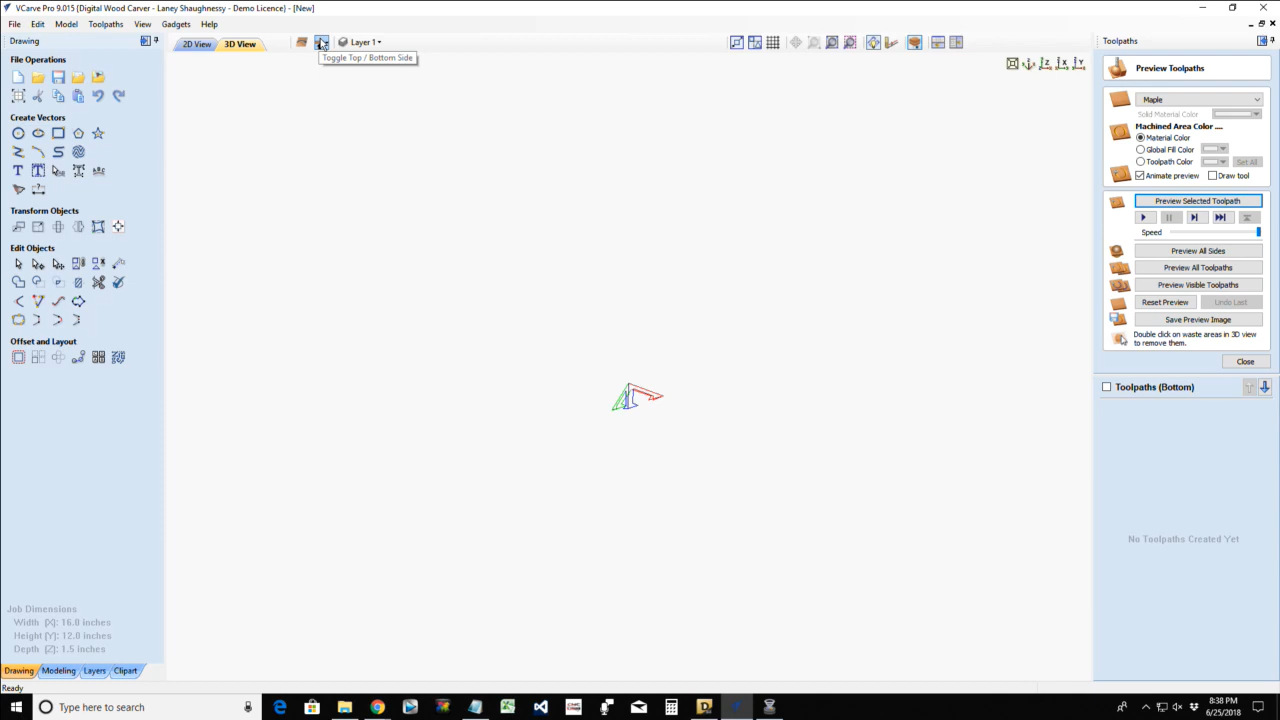 VCarve Pro 9.015 {Digital Wood Carver - Laney Shaughnessy - Demo Licence} - [New]
File Edit Model Toolpaths View Gadgets Help
Drawing
2D View 3D View
Layer 1
Toggle Top / Bottom Side
File Operations
Create Vectors
Transform Objects
Edit Objects
Offset and Layout
Job Dimensions
Width (X): 16.0 inches
Height (Y): 12.0 inches
Depth (Z): 1.5 inches
Drawing Modeling Layers Clipart
Ready
Z X Y
Toolpaths
Preview Toolpaths
Maple
Solid Material Color
Machined Area Color ....
Material Color
Global Fill Color
Toolpath Color Set All
Animate preview Draw tool
Preview Selected Toolpath
Speed
Preview All Sides
Preview All Toolpaths
Preview Visible Toolpaths
Reset Preview Undo Last
Save Preview Image
Double click on waste areas in 3D view
to remove them.
Close
Toolpaths (Bottom)
No Toolpaths Created Yet
Type here to search
8:38 PM
6/25/2018